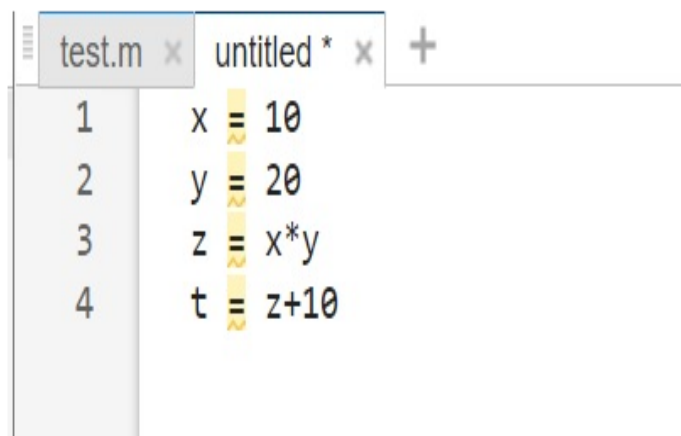 test.m × untitled * × +
1 x = 10
2 y = 20
3 z = x*y
4 t = z+10